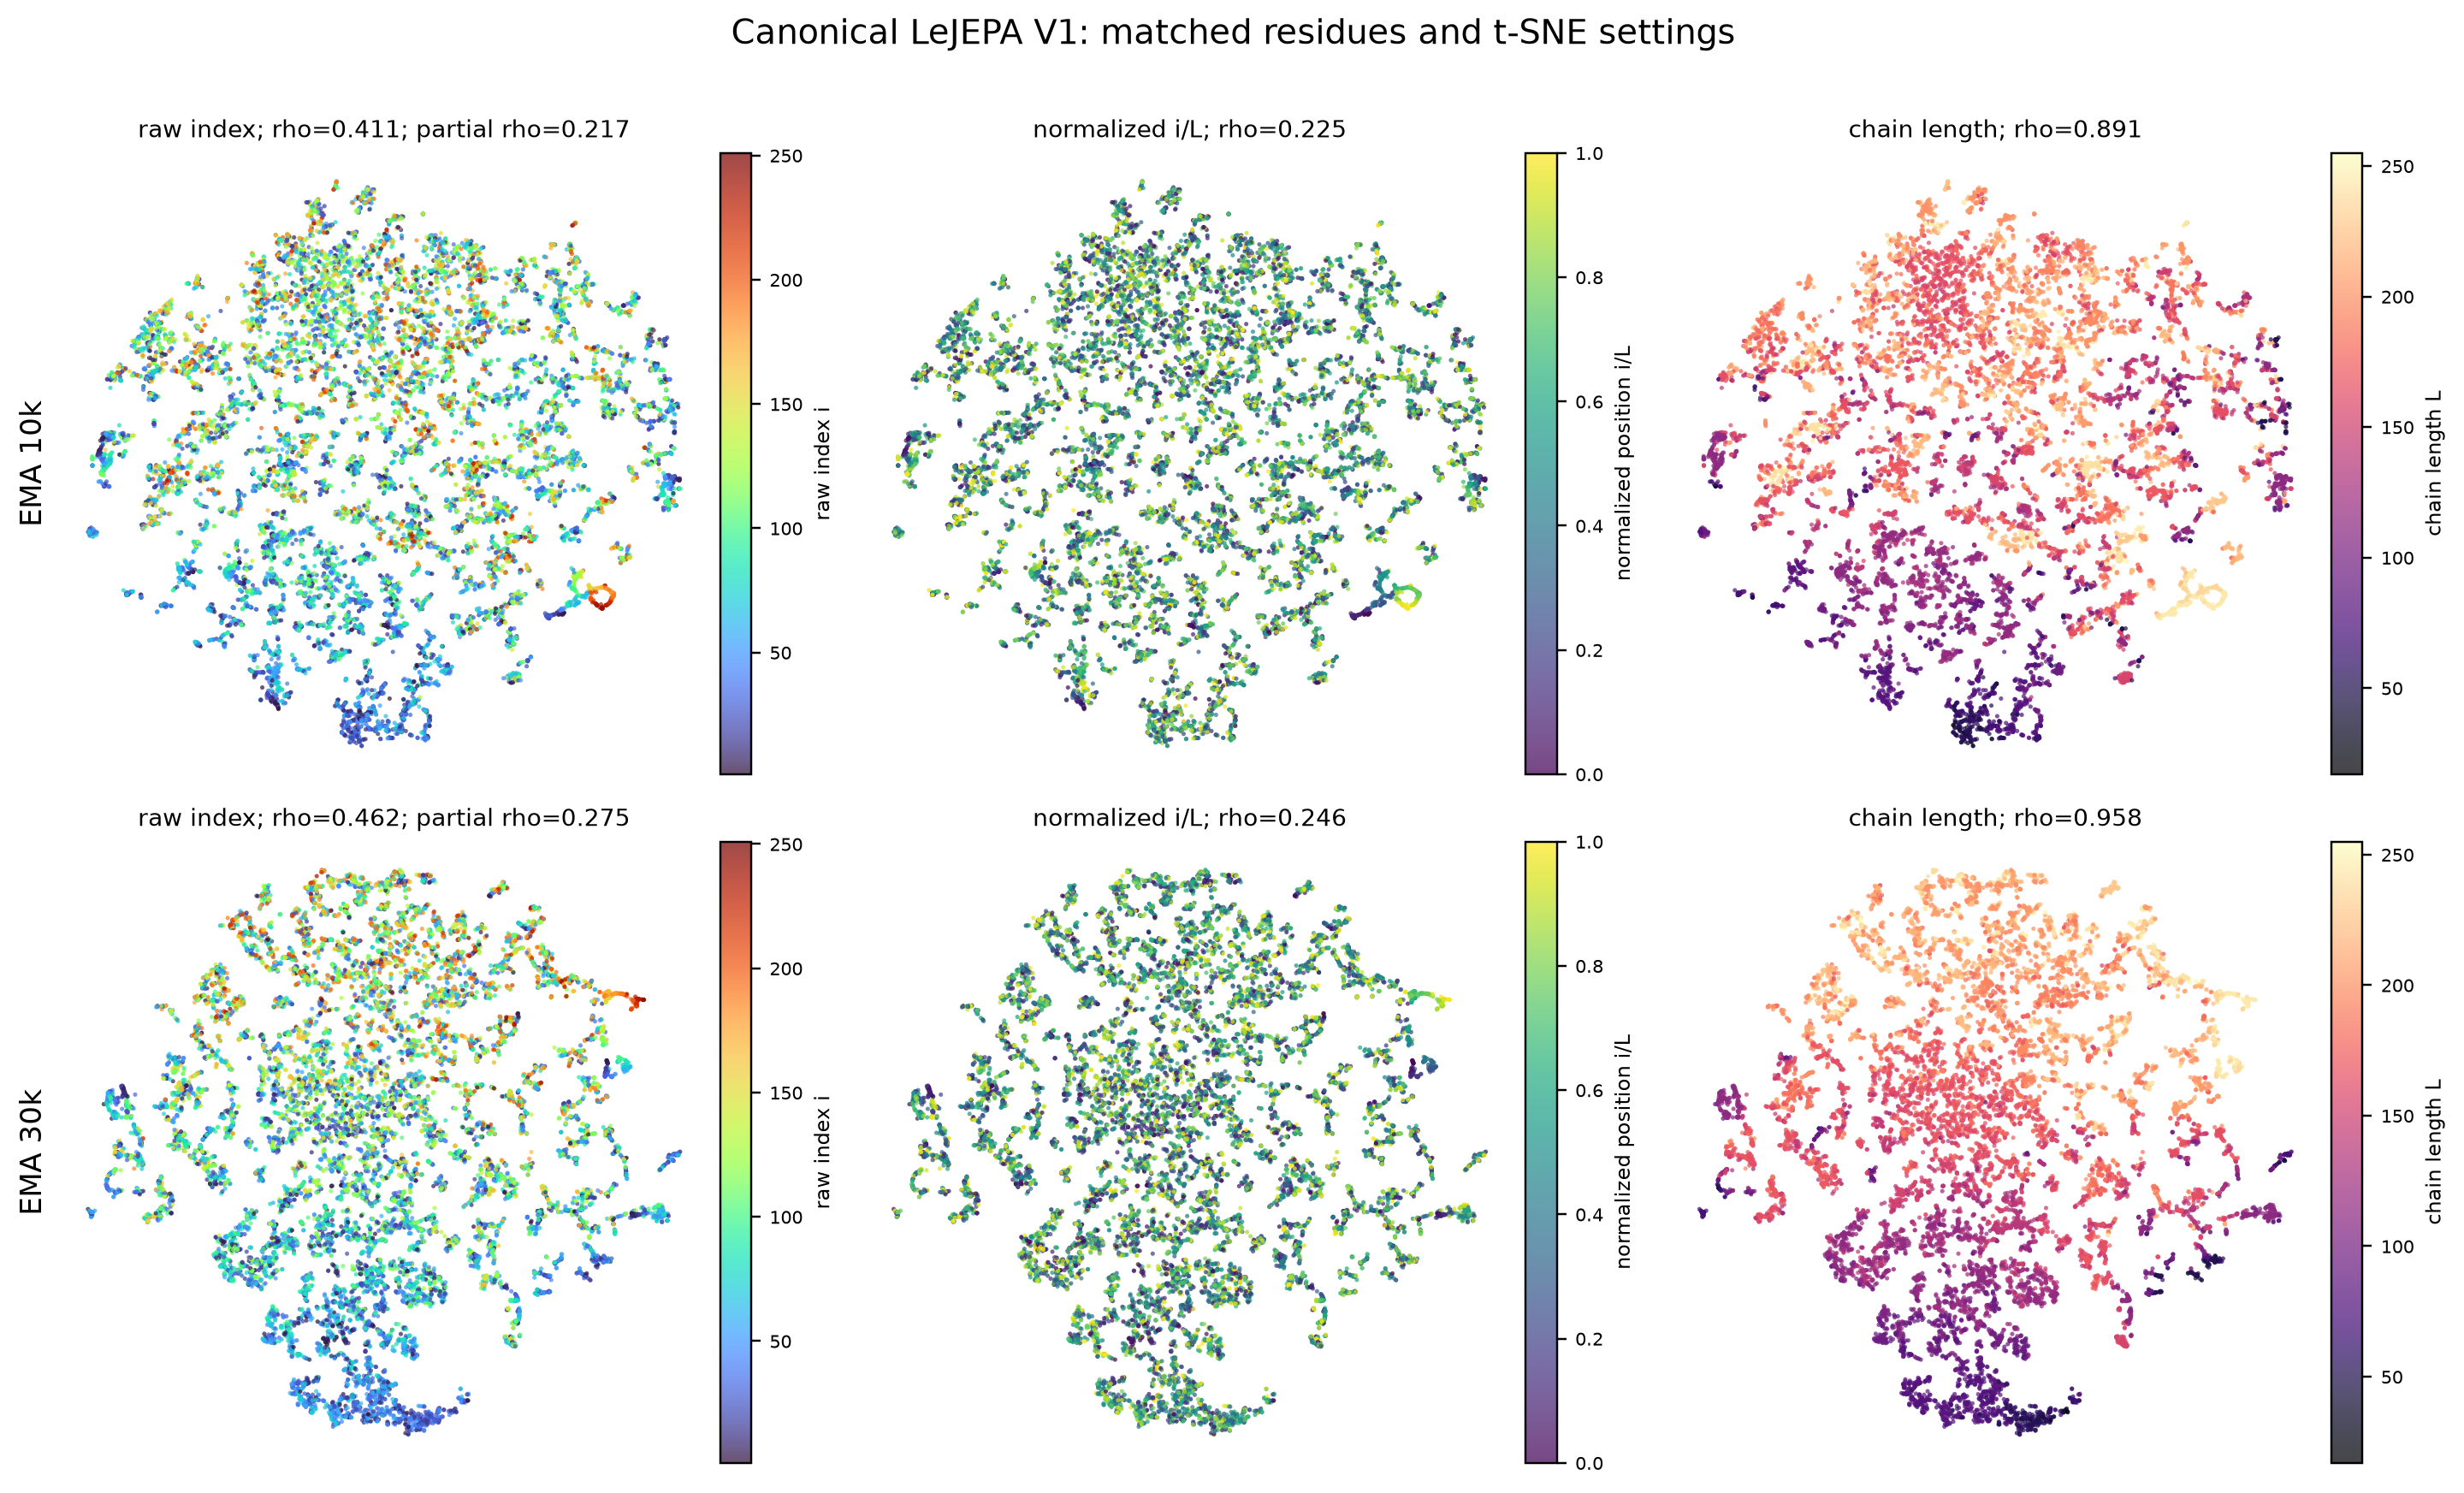 Canonical LeJEPA V1: matched residues and t-SNE settings
EMA 10k
raw index; rho=0.411; partial rho=0.217
250
200
150
100
50
raw index i
normalized i/L; rho=0.225
1.0
0.8
0.6
0.4
0.2
0.0
normalized position i/L
chain length; rho=0.891
250
200
150
100
50
chain length L
EMA 30k
raw index; rho=0.462; partial rho=0.275
250
200
150
100
50
raw index i
normalized i/L; rho=0.246
1.0
0.8
0.6
0.4
0.2
0.0
normalized position i/L
chain length; rho=0.958
250
200
150
100
50
chain length L